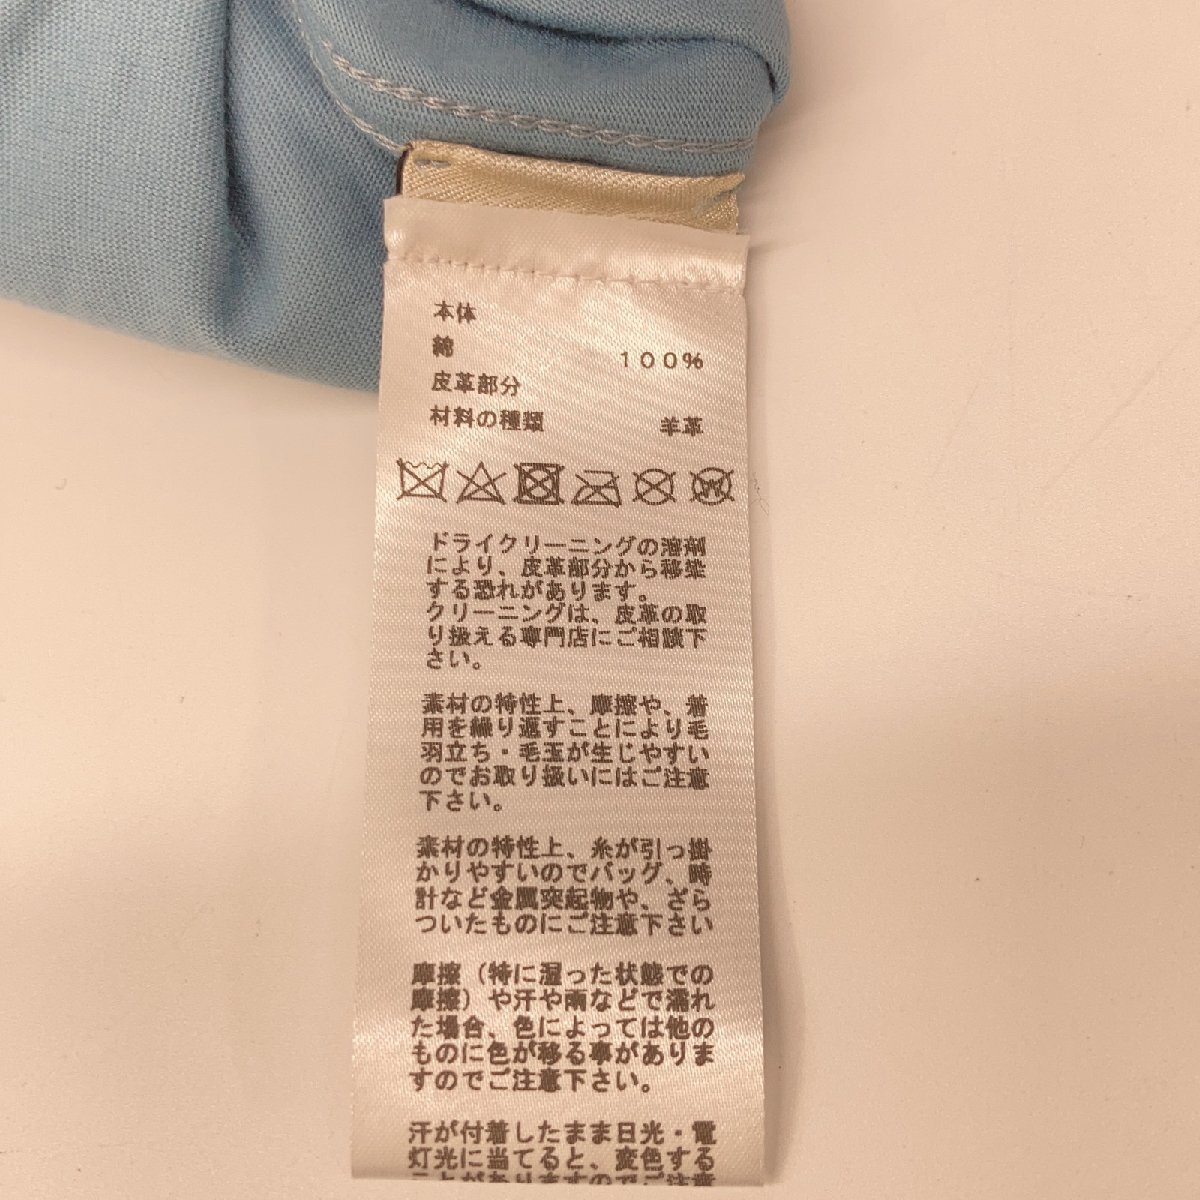 本体
綿 100%
皮革部分
材料の種類 羊革
ドライクリーニングの溶剤
により、皮革部分から移染
する恐れがあります。
クリーニングは、皮革の取
り扱える専門店にご相談下
さい。
素材の特性上、摩擦や、着
用を繰り返すことにより毛
羽立ち・毛玉が生じやすい
のでお取り扱いにはご注意
下さい。
素材の特性上、糸が引っ掛
かりやすいのでバッグ、時
計など金属突起物や、ざら
ついたものにご注意下さい
摩擦（特に湿った状態での
摩擦）や汗や雨などで濡れ
た場合、色によっては他の
ものに色が移る事がありま
すのでご注意下さい。
汗が付着したまま日光・電
灯光に当てると、変色する
ことがありますのでご注意